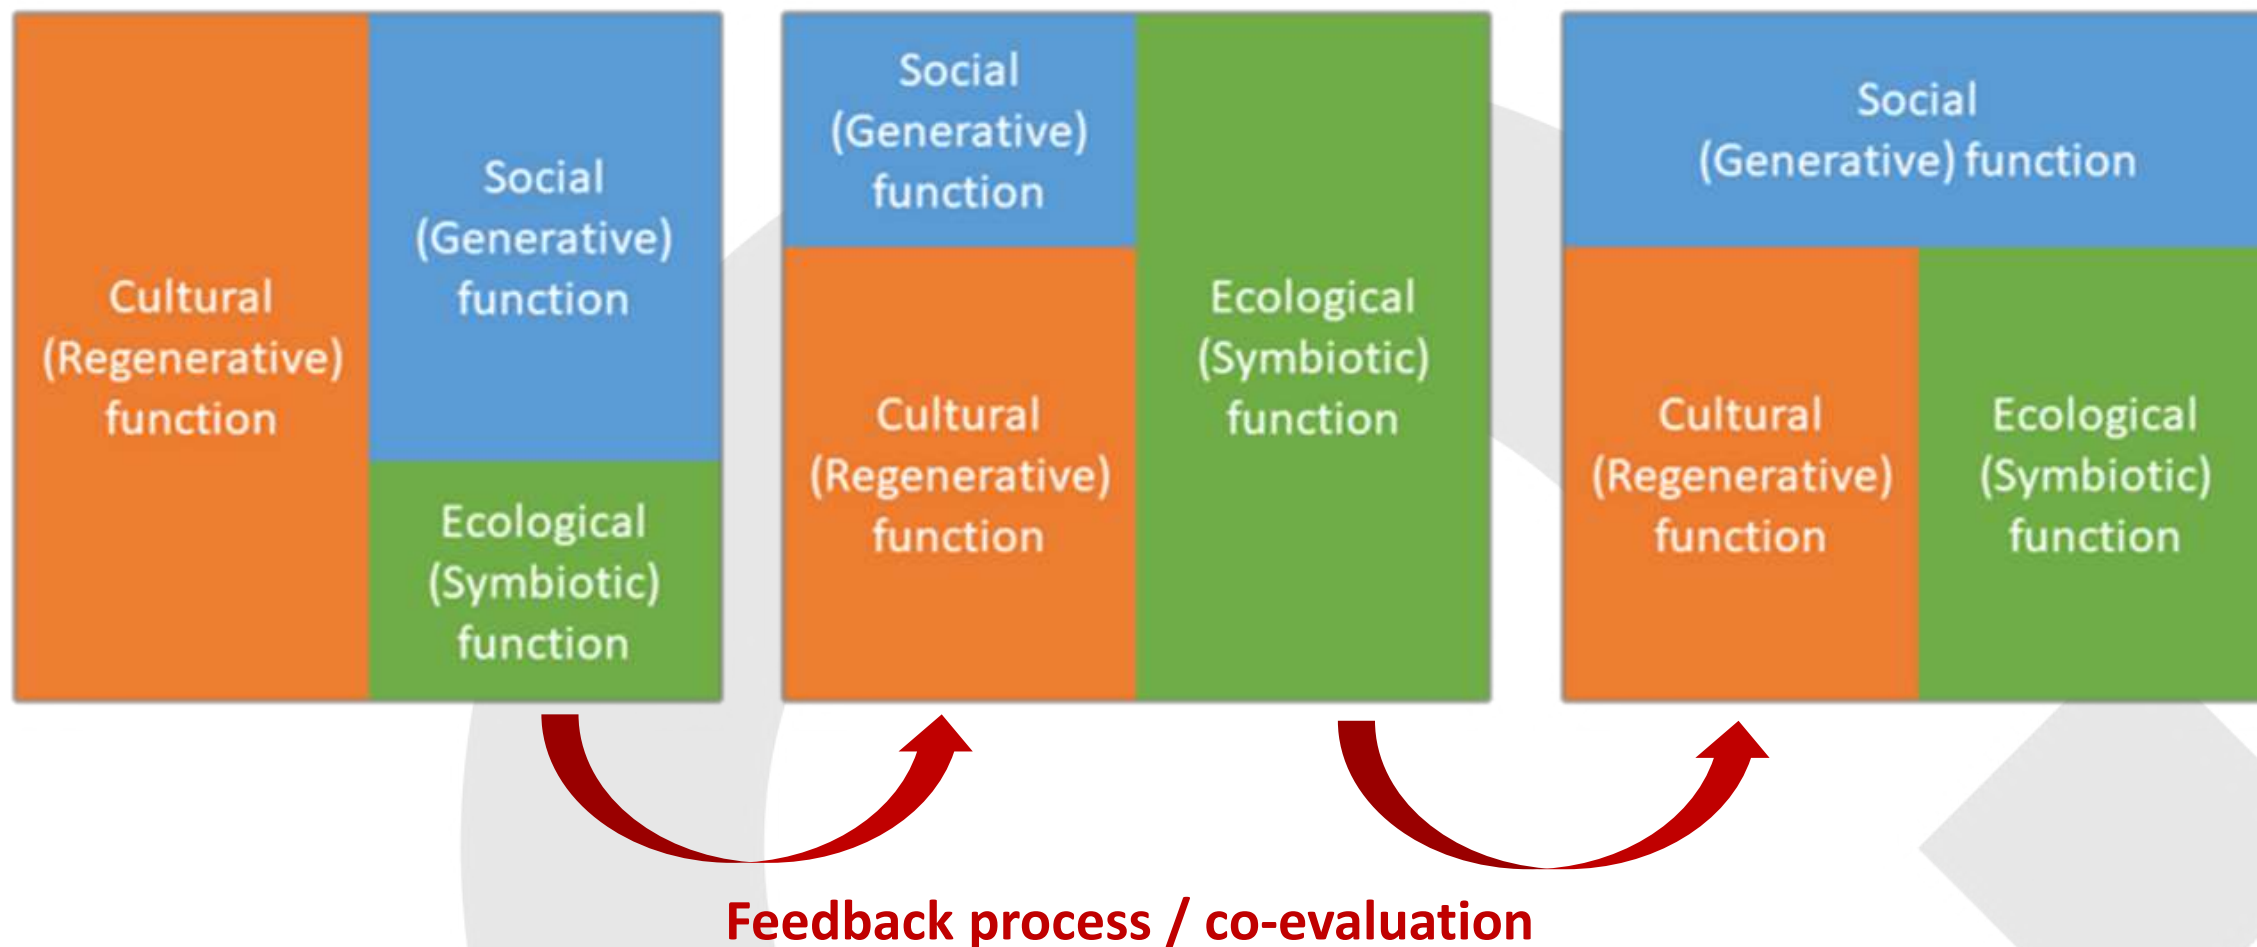 Cultural
(Regenerative)
function
Social
(Generative)
function
Ecological
(Symbiotic)
function
Social
(Generative)
function
Cultural
(Regenerative)
function
Ecological
(Symbiotic)
function
Social
(Generative) function
Cultural
(Regenerative)
function
Ecological
(Symbiotic)
function
Feedback process / co-evaluation